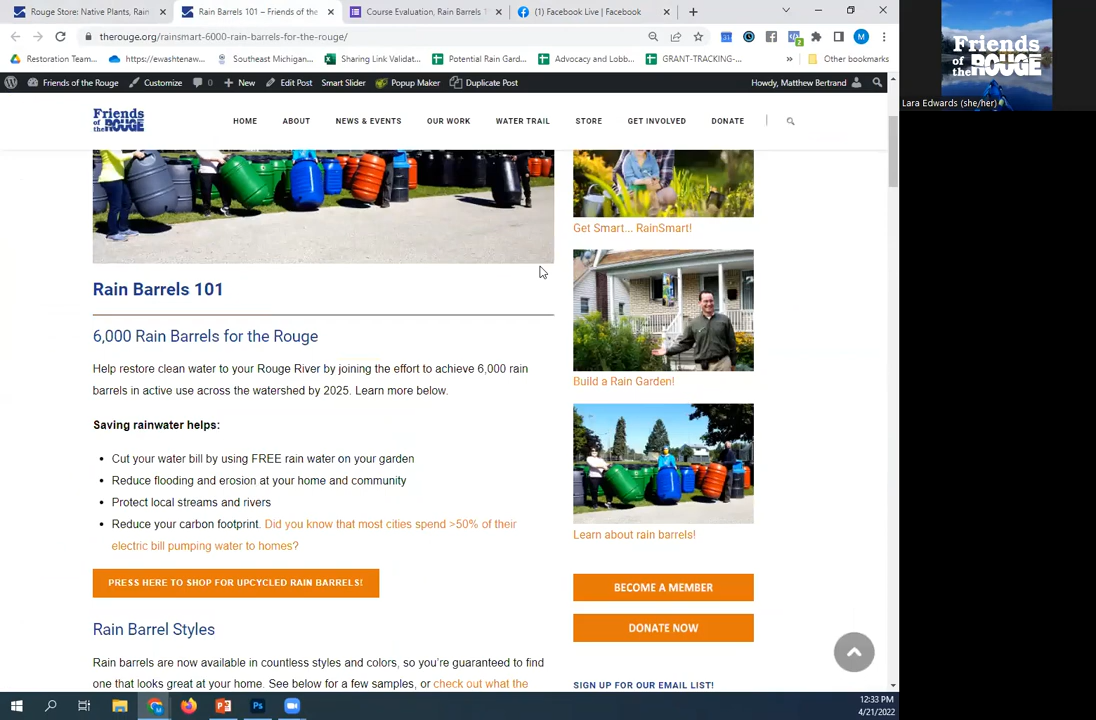 Rouge Store: Native Plants, Rain
Rain Barrels 101 – Friends of the
Course Evaluation, Rain Barrels 1
(1) Facebook Live | Facebook
therouge.org/rainsmart-6000-rain-barrels-for-the-rouge/
Restoration Team...
https://ewashtenaw...
Southeast Michigan...
Sharing Link Validat...
Potential Rain Gard...
Advocacy and Lobb...
GRANT-TRACKING-...
»
Other bookmarks
Friends of the Rouge
Customize
0
New
Edit Post
Smart Slider
Popup Maker
Duplicate Post
Howdy, Matthew Bertrand
Friends
of the ROUGE
HOME
ABOUT
NEWS & EVENTS
OUR WORK
WATER TRAIL
STORE
GET INVOLVED
DONATE
Rain Barrels 101
6,000 Rain Barrels for the Rouge
Help restore clean water to your Rouge River by joining the effort to achieve 6,000 rain
barrels in active use across the watershed by 2025. Learn more below.
Saving rainwater helps:
• Cut your water bill by using FREE rain water on your garden
• Reduce flooding and erosion at your home and community
• Protect local streams and rivers
• Reduce your carbon footprint. Did you know that most cities spend >50% of their
electric bill pumping water to homes?
PRESS HERE TO SHOP FOR UPCYCLED RAIN BARRELS!
Rain Barrel Styles
Rain barrels are now available in countless styles and colors, so you're guaranteed to find
one that looks great at your home. See below for a few samples, or check out what the
Get Smart... RainSmart!
Build a Rain Garden!
Learn about rain barrels!
BECOME A MEMBER
DONATE NOW
SIGN UP FOR OUR EMAIL LIST!
Friends
of the ROUGE
Lara Edwards (she/her)
12:33 PM
4/21/2022